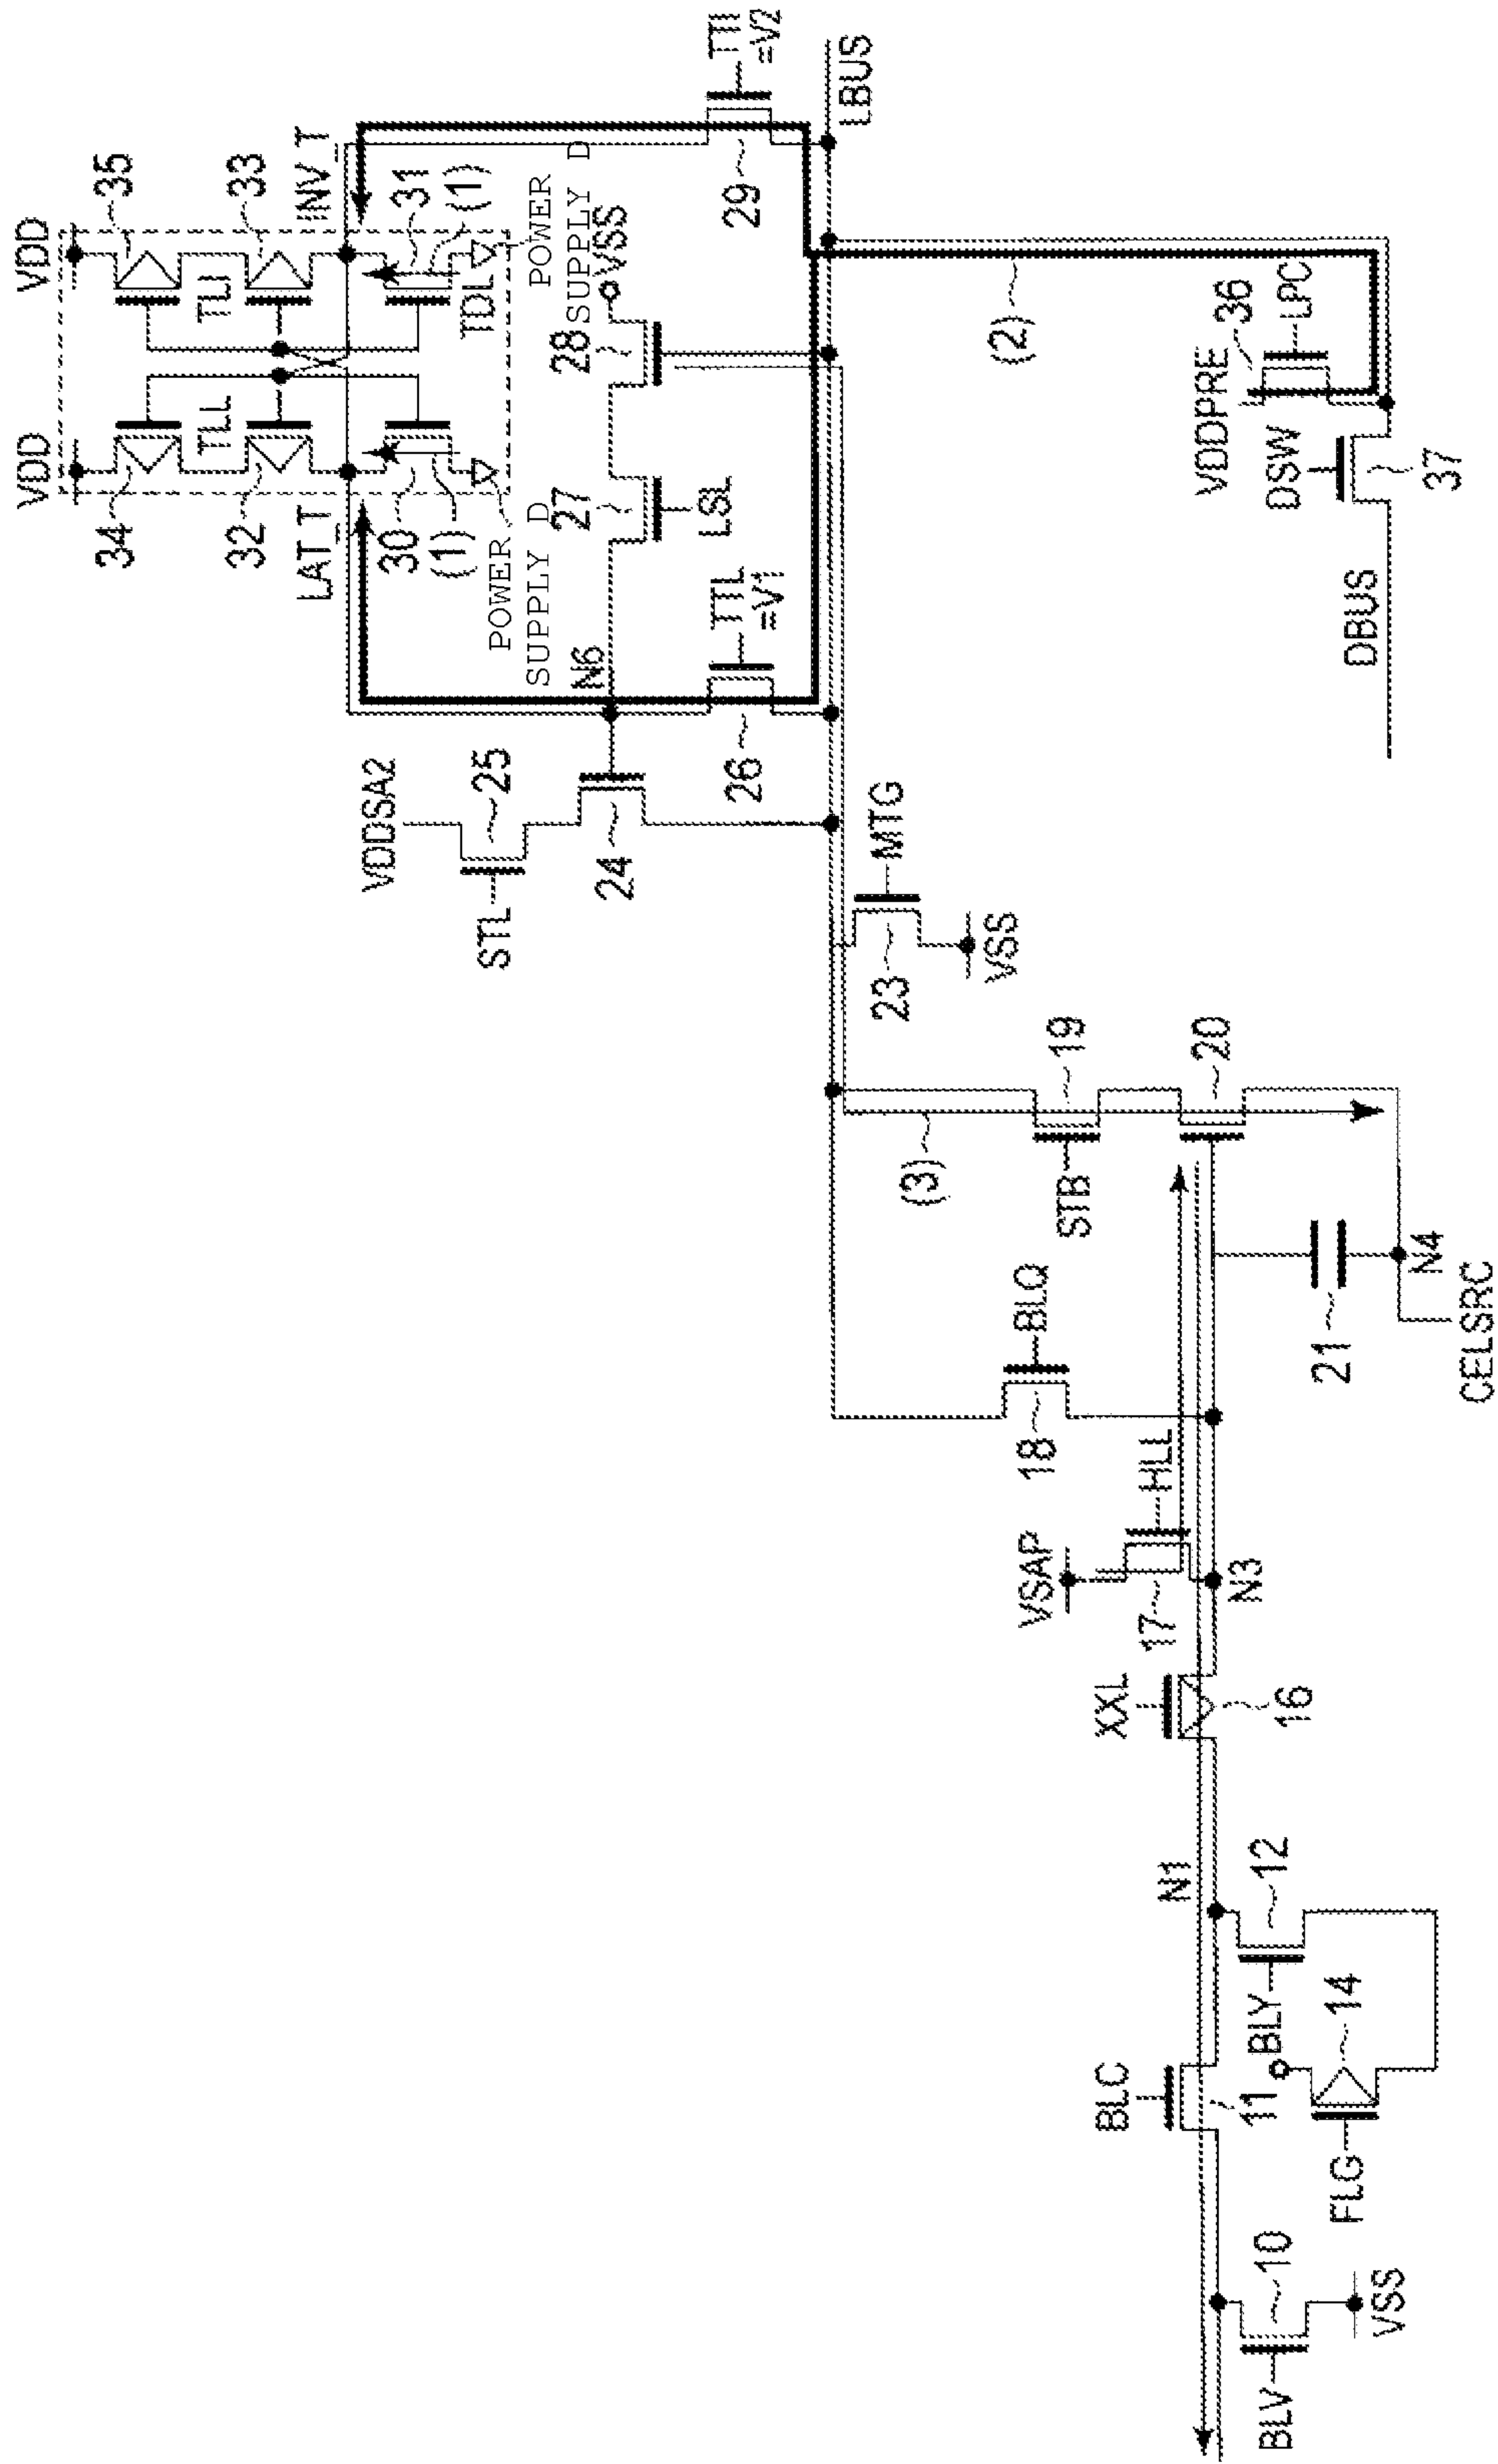 VDD
VDD
34
TLL
TLI
35
32
33
LAT_T
INV_T
30
(1)
31
(1)
TDL
POWER
SUPPLY D
POWER
SUPPLY D
VDDSA2
STL
25
24
N6
27
LSL
28
VSS
26
TTL
=V1
29
TTI
=V2
LBUS
MTG
23
VSS
(2)
VDDPRE
36
LPC
DSW
37
DBUS
(3)
19
STB
20
BLQ
18
HLL
VSAP
17
N3
21
N4
CELSRC
XXL
16
N1
12
BLY
14
FLG
BLC
11
10
BLV
VSS